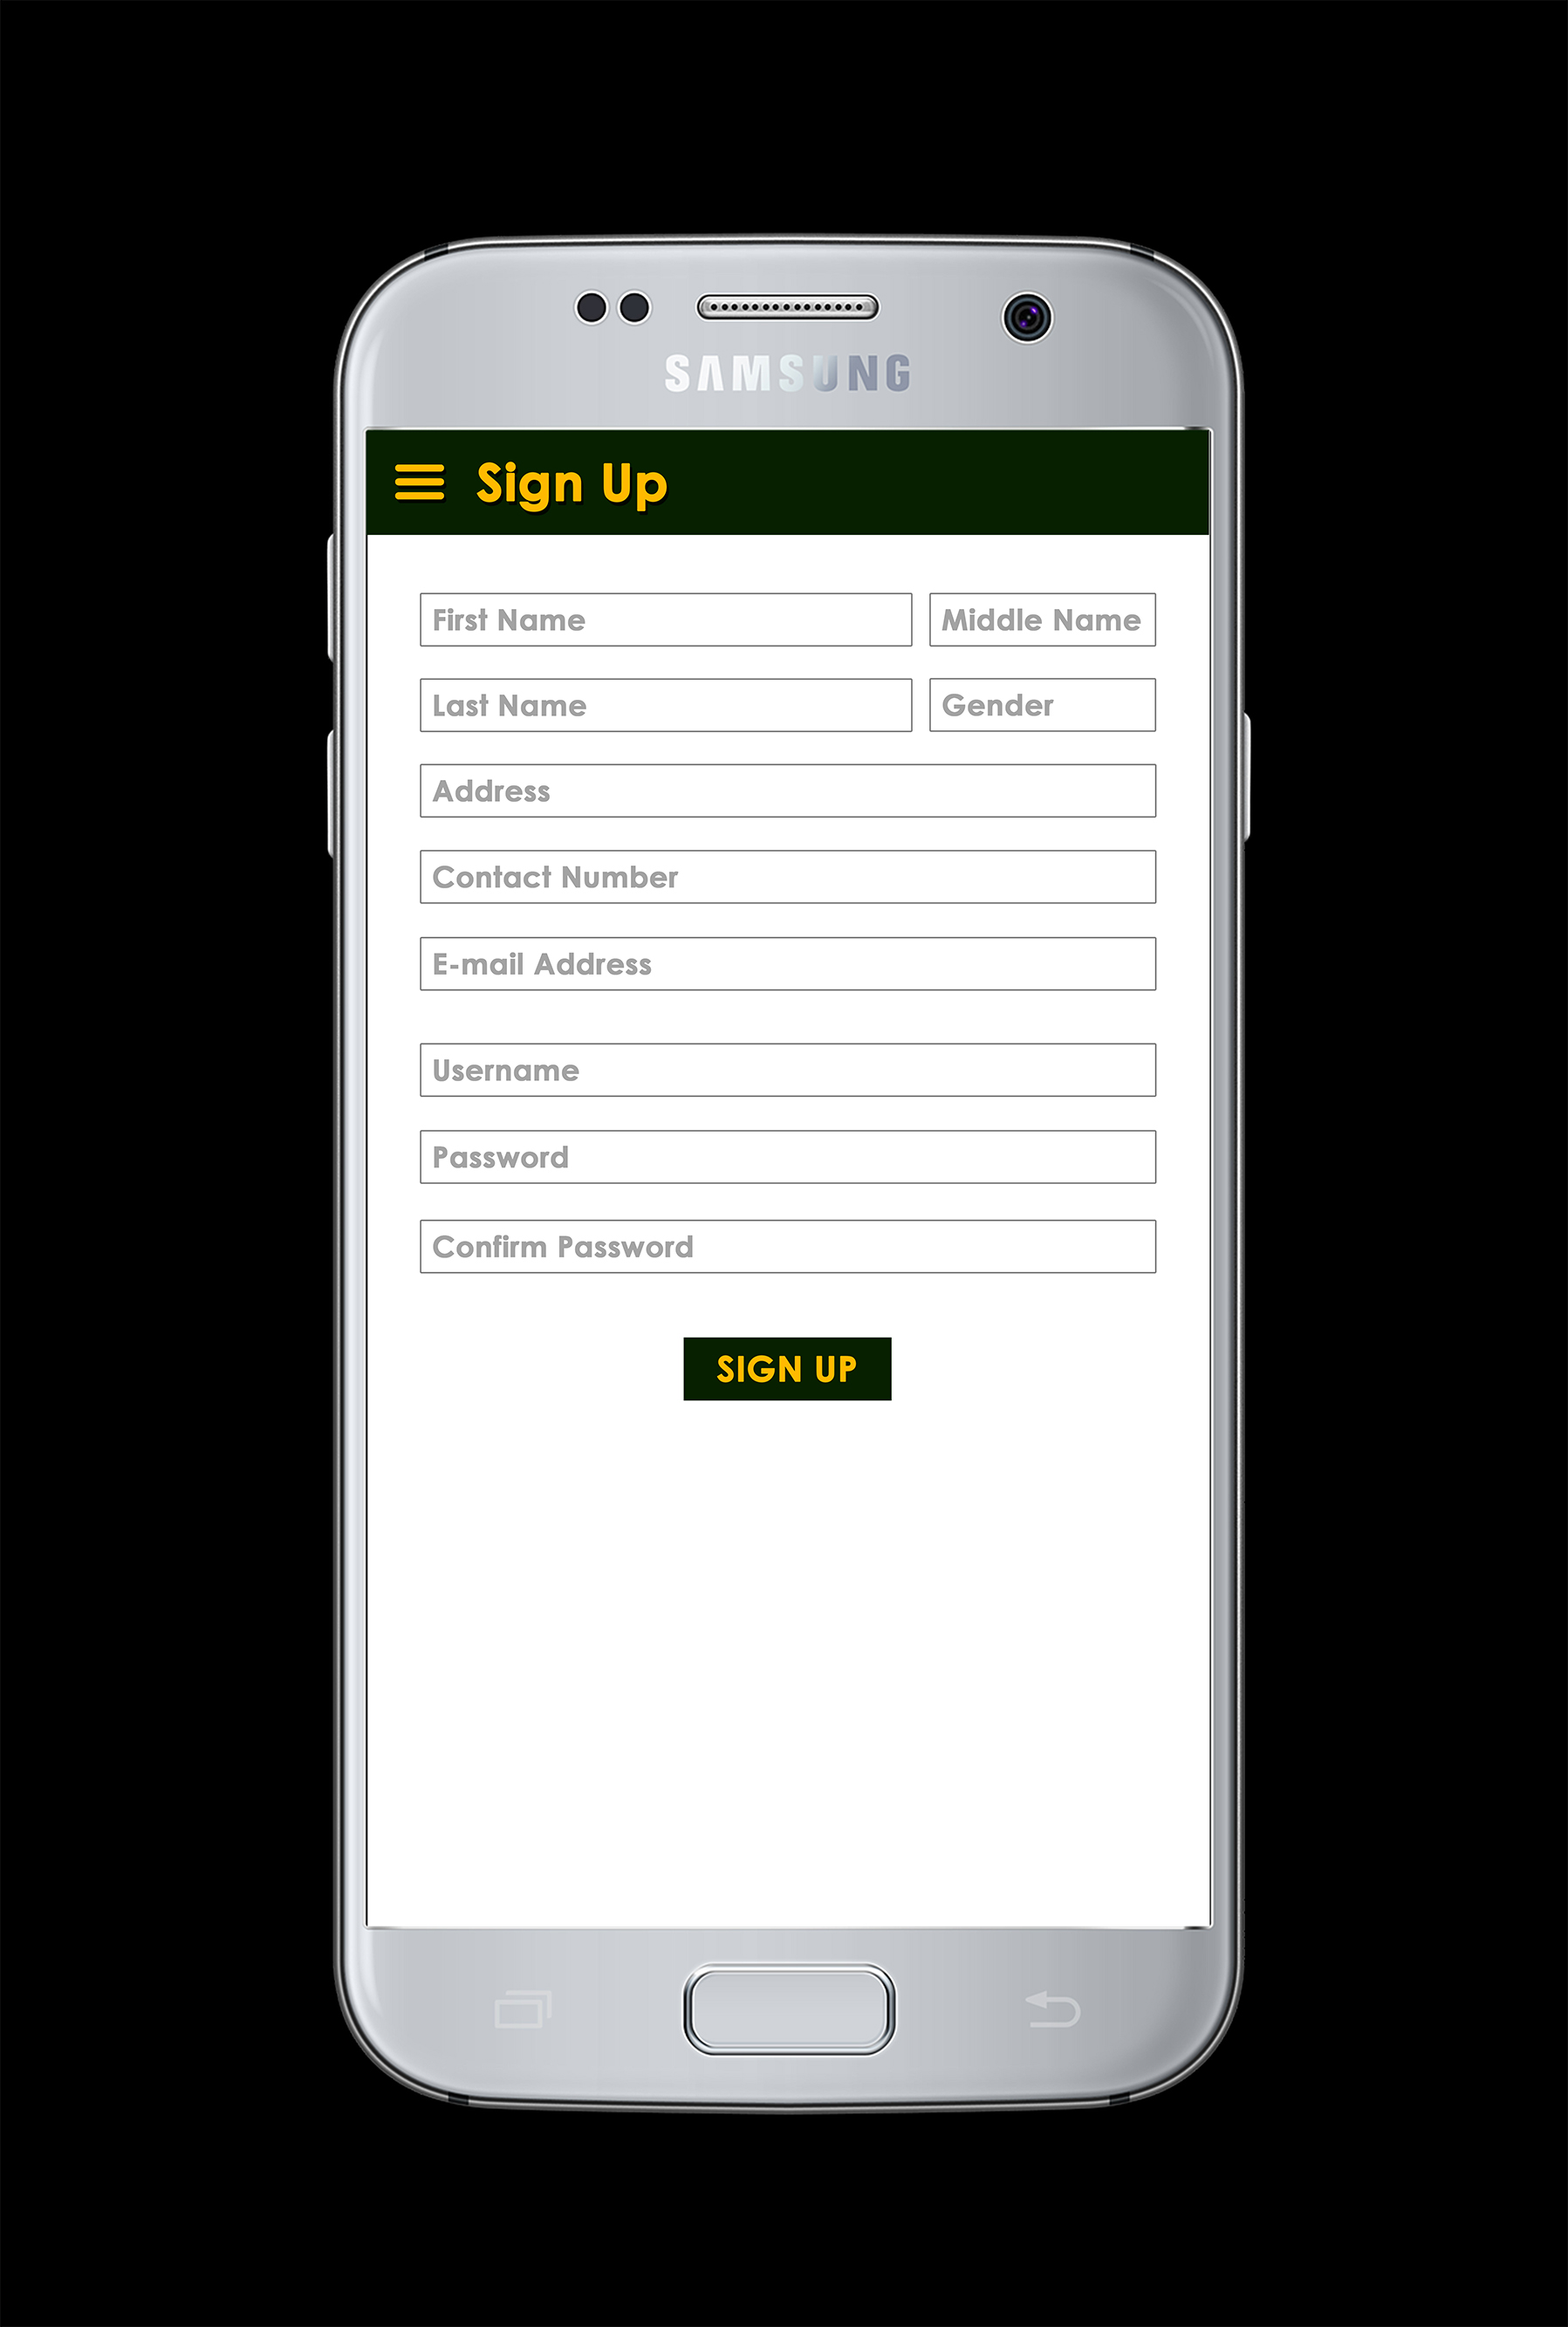 SAMSUNG
Sign Up
First Name
Middle Name
Last Name
Gender
Address
Contact Number
E-mail Address
Username
Password
Confirm Password
SIGN UP